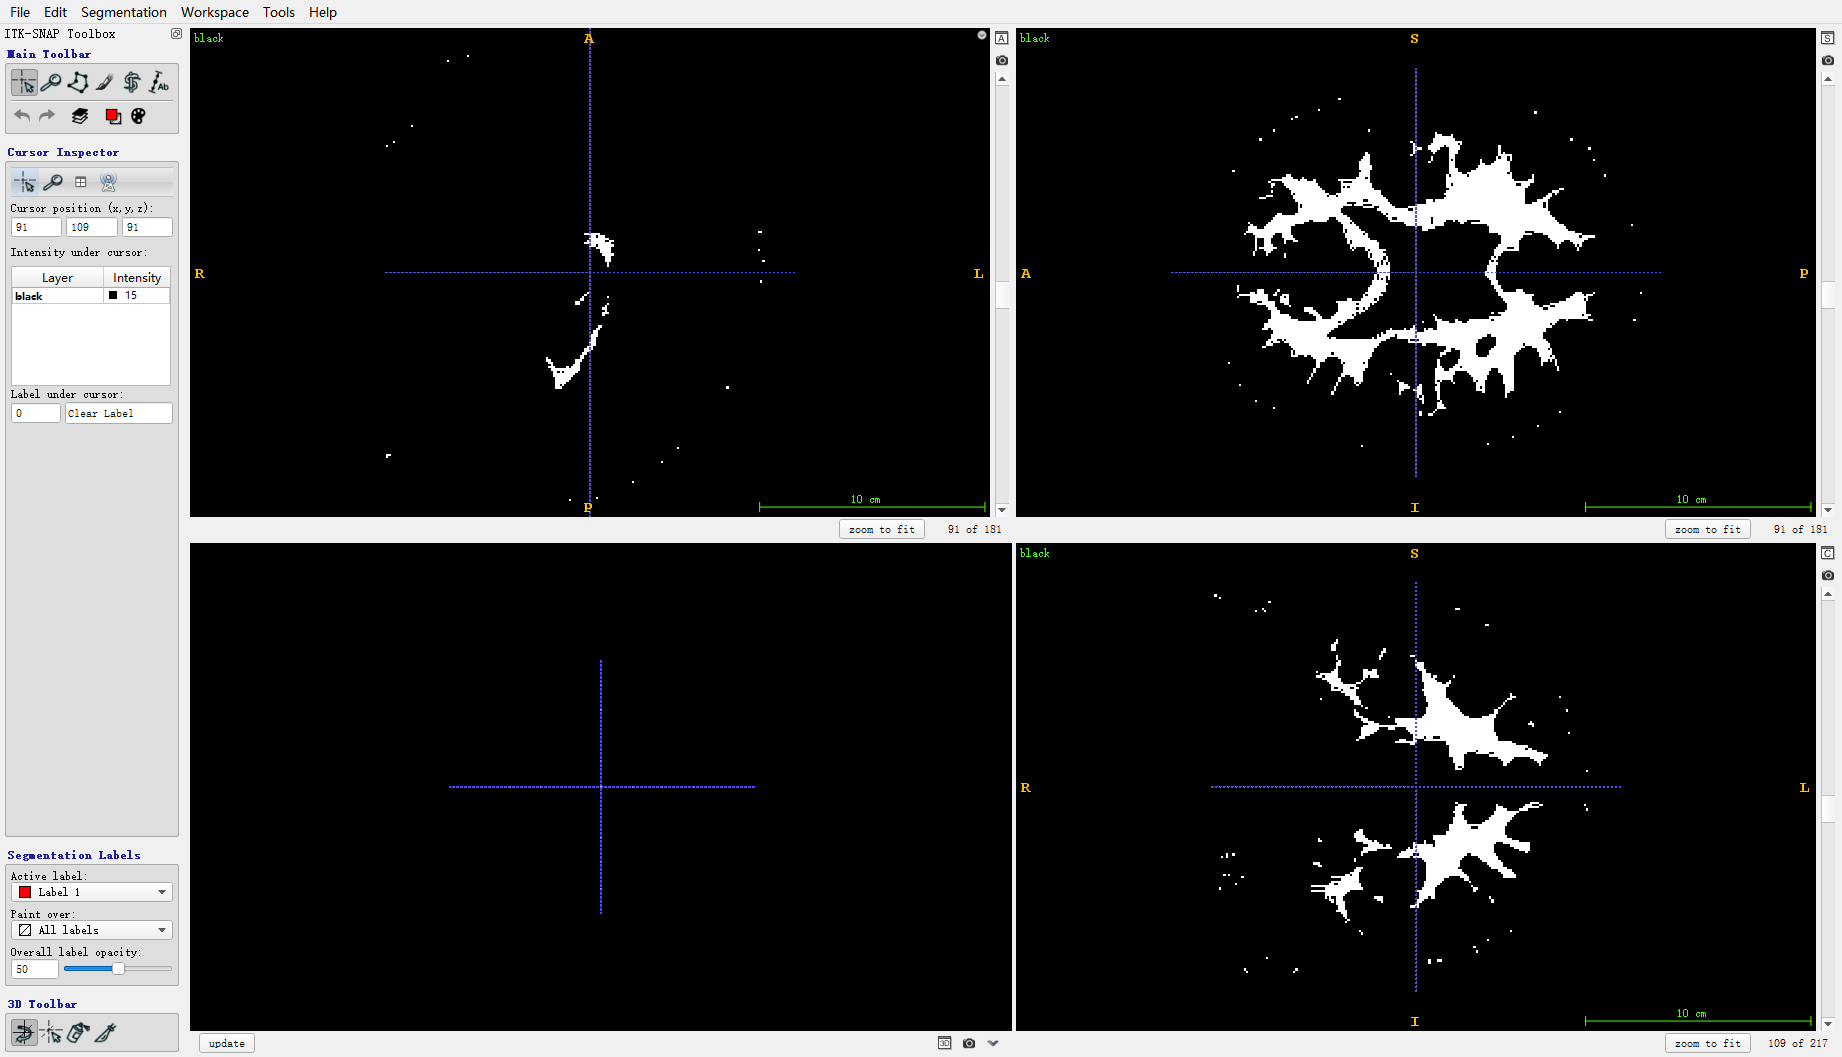 File Edit Segmentation Workspace Tools Help
ITK-SNAP Toolbox
Main Toolbar
Ab
Cursor Inspector
Cursor position (x,y,z):
91 109 91
Intensity under cursor:
Layer Intensity
black 15
Label under cursor:
0 Clear Label
Segmentation Labels
Active label:
Label 1
Paint over:
All labels
Overall label opacity:
50
3D Toolbar
black
A
R
L
P
10 cm
A
zoom to fit 91 of 181
black
S
A
P
I
10 cm
S
zoom to fit 91 of 181
update
3D
black
S
R
L
I
10 cm
C
zoom to fit 109 of 217